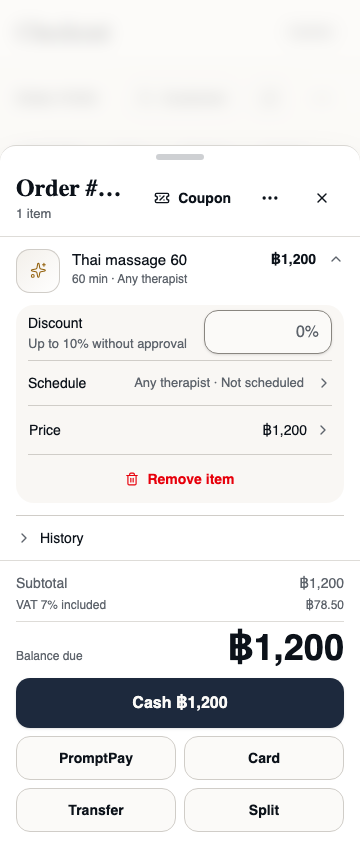 Order #...
Coupon
1 item
Thai massage 60
฿1,200
60 min · Any therapist
Discount
Up to 10% without approval
0%
Schedule
Any therapist · Not scheduled
Price
฿1,200
Remove item
History
Subtotal
฿1,200
VAT 7% included
฿78.50
Balance due
฿1,200
Cash ฿1,200
PromptPay
Card
Transfer
Split